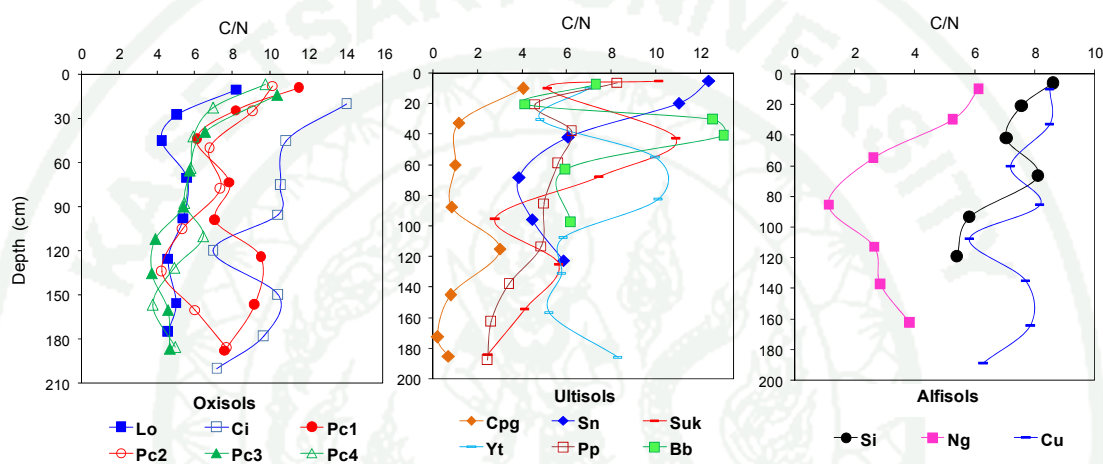 C/N
0 2 4 6 8 10 12 14 16
0
30
60
90
120
150
180
210
Depth (cm)
Oxisols
Lo Ci Pc1
Pc2 Pc3 Pc4
C/N
0 2 4 6 8 10 12
0
20
40
60
80
100
120
140
160
180
200
Ultisols
Cpg Sn Suk
Yt Pp Bb
C/N
0 2 4 6 8 10
0
20
40
60
80
100
120
140
160
180
200
Alfisols
Si Ng Cu